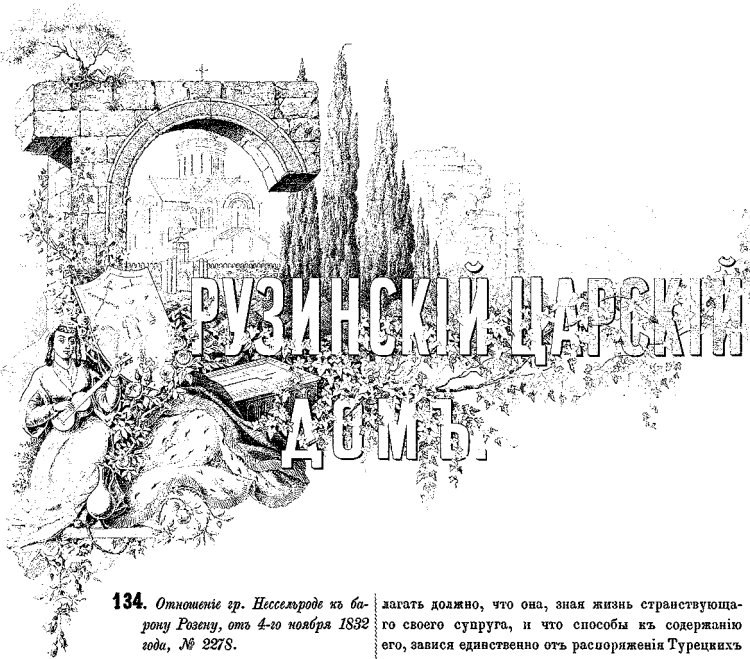 ГРУЗИНСКІЙ ЦАРСКІЙ
ДОМЪ.
134. Отношеніе гр. Нессельроде къ ба-
рону Розену, отъ 4-го ноября 1832
года, № 2278.
лагать должно, что она, зная жизнь странствующа-
го своего супруга, и что способы къ содержанію
его, завися единственно отъ распоряженія Турецкихъ